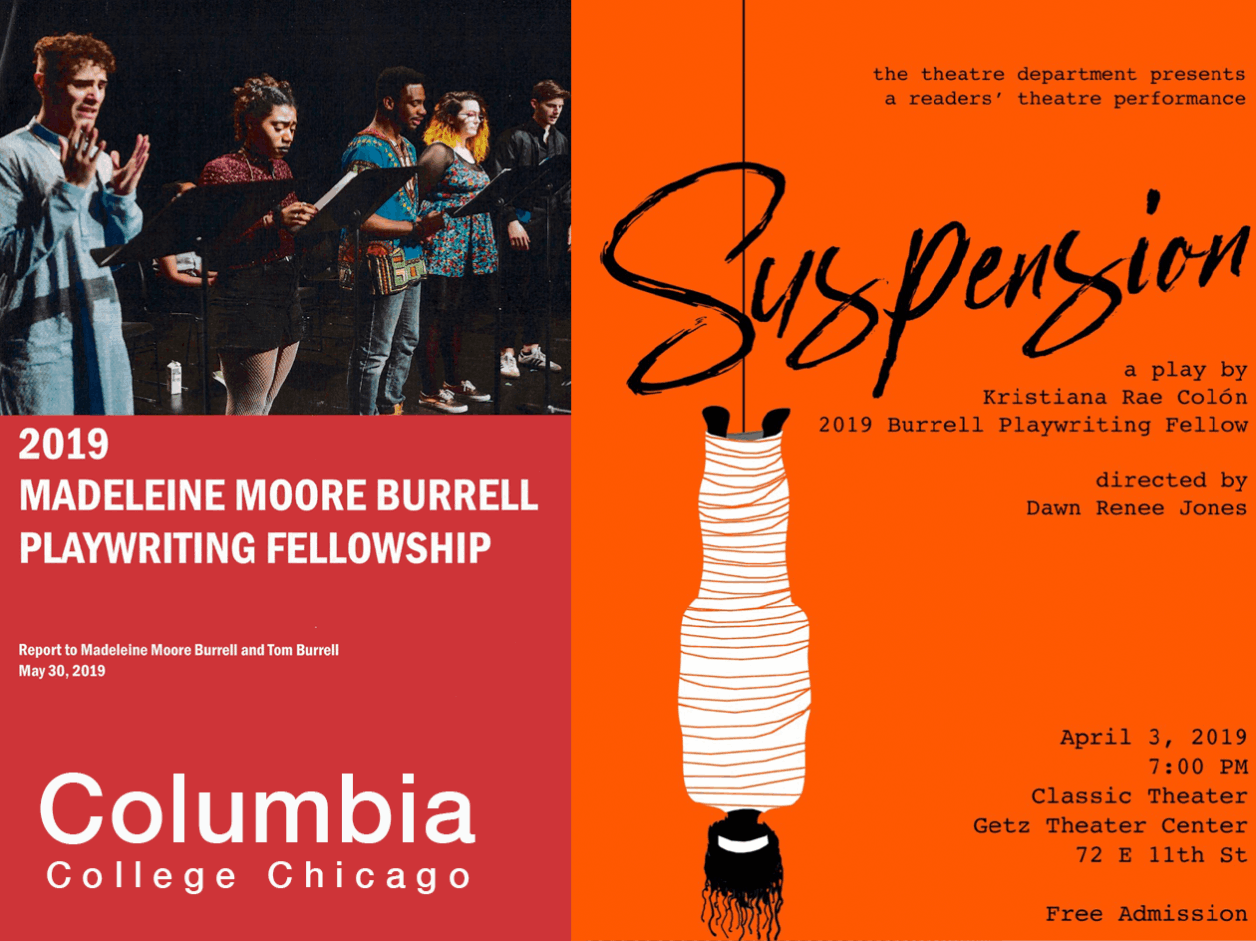 2019
MADELEINE MOORE BURRELL
PLAYWRITING FELLOWSHIP
Report to Madeleine Moore Burrell and Tom Burrell
May 30, 2019
Columbia
College Chicago
the theatre department presents
a readers’ theatre performance
Suspension
a play by
Kristiana Rae Colón
2019 Burrell Playwriting Fellow
directed by
Dawn Renee Jones
April 3, 2019
7:00 PM
Classic Theater
Getz Theater Center
72 E 11th St
Free Admission